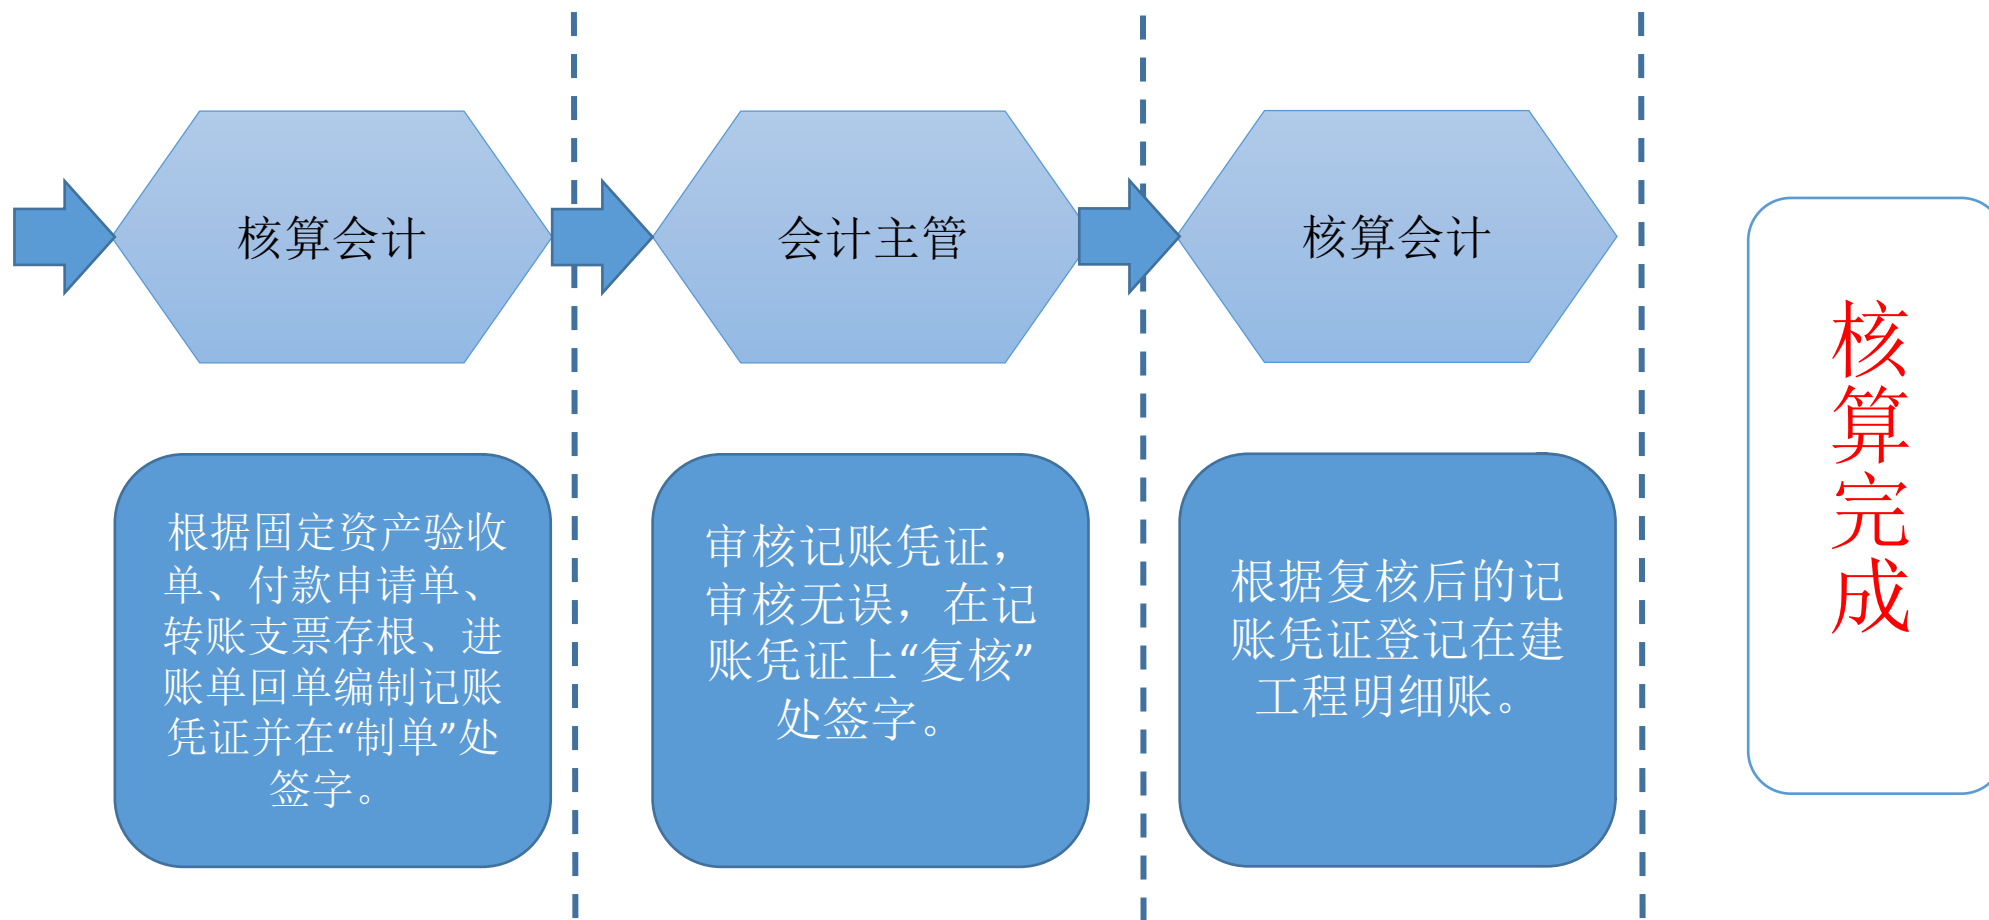 核算会计
会计主管
核算会计
根据固定资产验收
单、付款申请单、
转账支票存根、进
账单回单编制记账
凭证并在“制单”处
签字。
审核记账凭证，
审核无误，在记
账凭证上“复核”
处签字。
根据复核后的记
账凭证登记在建
工程明细账。
核算完成